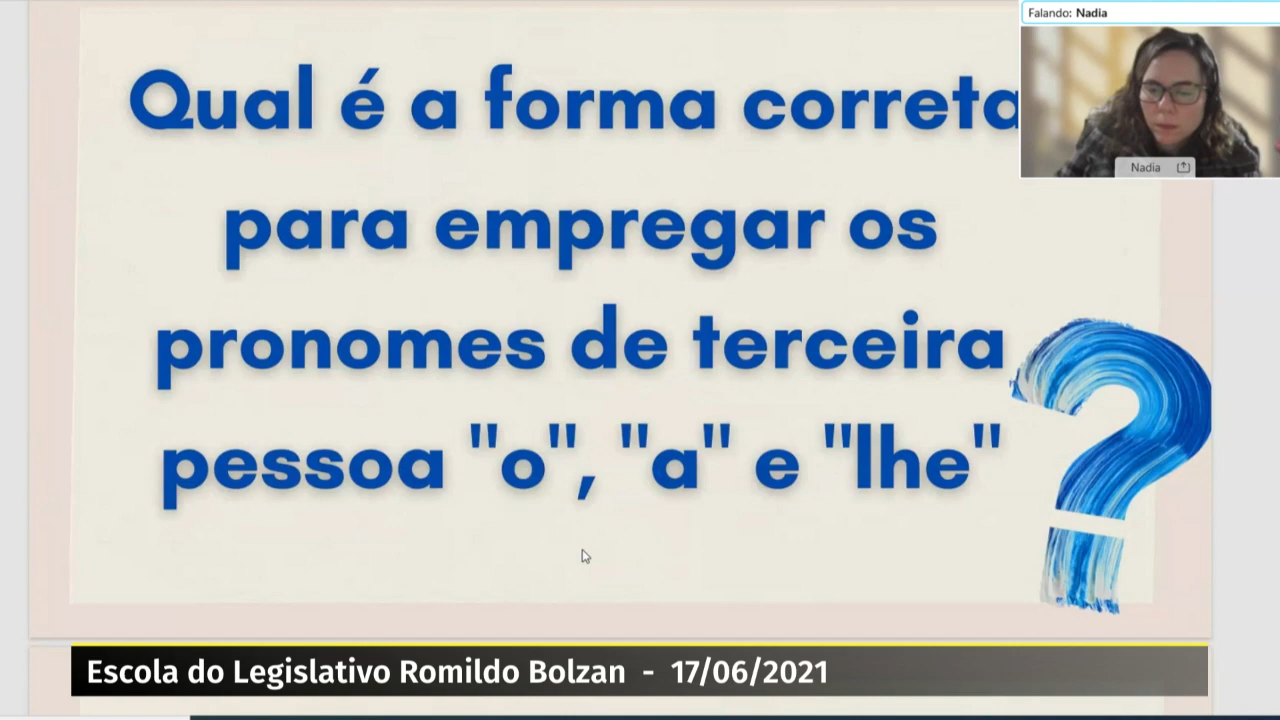 Falando: Nadia
Nadia
Qual é a forma correta
para empregar os
pronomes de terceira
pessoa "o", "a" e "lhe"
?
Escola do Legislativo Romildo Bolzan - 17/06/2021